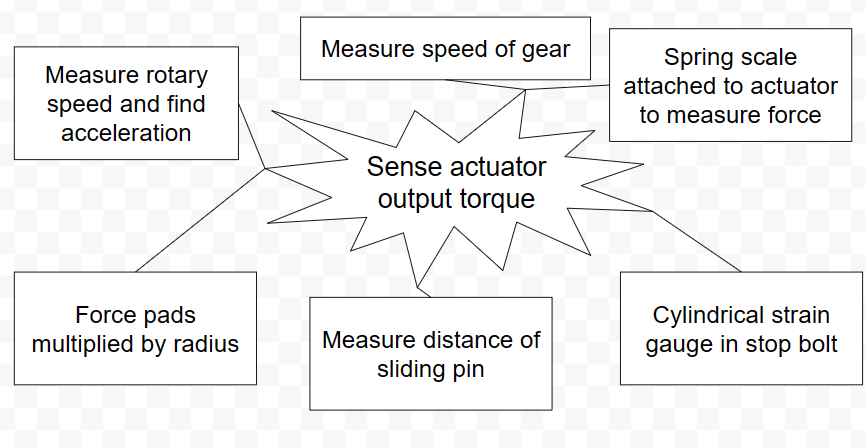 Measure speed of gear
Measure rotary
speed and find
acceleration
Spring scale
attached to actuator
to measure force
Sense actuator
output torque
Force pads
multiplied by radius
Measure distance of
sliding pin
Cylindrical strain
gauge in stop bolt